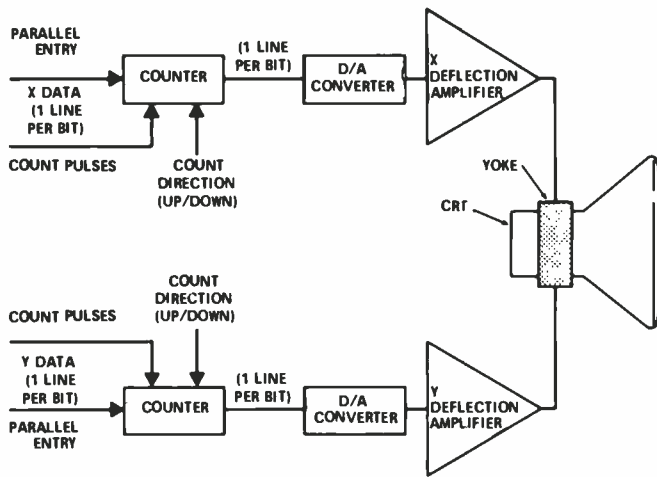 PARALLEL
ENTRY
X DATA
(1 LINE
PER BIT)
COUNT PULSES
COUNTER
COUNT
DIRECTION
(UP/DOWN)
(1 LINE
PER BIT)
D/A
CONVERTER
X
DEFLECTION
AMPLIFIER
YOKE
CRT
COUNT
DIRECTION
(UP/DOWN)
COUNT PULSES
Y DATA
(1 LINE
PER BIT)
PARALLEL
ENTRY
COUNTER
(1 LINE
PER BIT)
D/A
CONVERTER
Y
DEFLECTION
AMPLIFIER